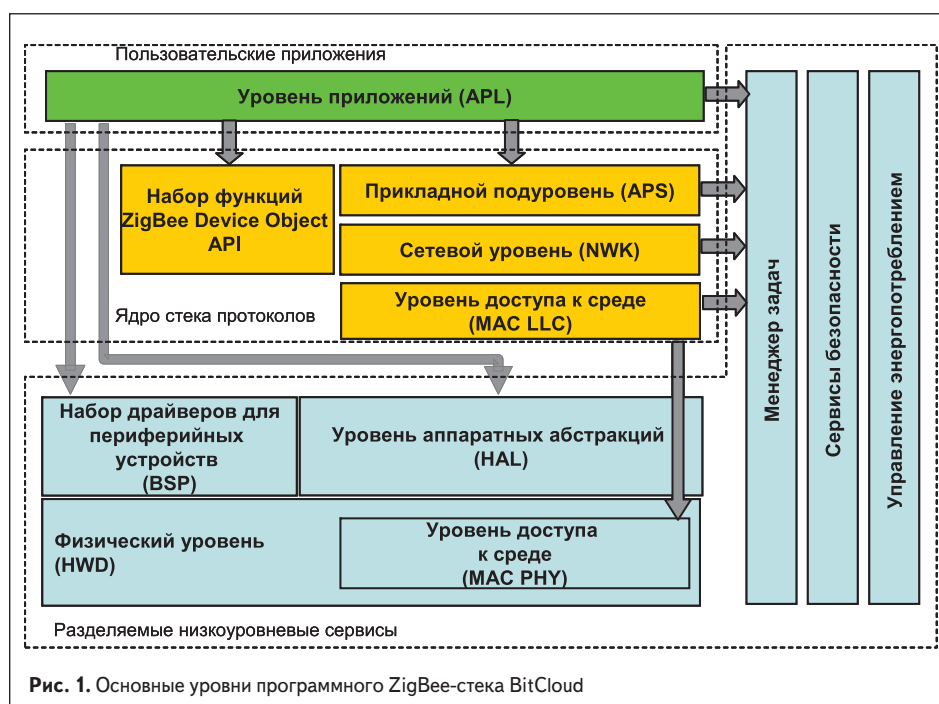 Пользовательские приложения
Уровень приложений (APL)
Набор функций
ZigBee Device Object
API
Прикладной подуровень (APS)
Сетевой уровень (NWK)
Уровень доступа к среде
(MAC LLC)
Ядро стека протоколов
Набор драйверов для
периферийных
устройств
(BSP)
Уровень аппаратных абстракций
(HAL)
Физический уровень
(HWD)
Уровень доступа
к среде
(MAC PHY)
Разделяемые низкоуровневые сервисы
Менеджер задач
Сервисы безопасности
Управление энергопотреблением
Рис. 1. Основные уровни программного ZigBee-стека BitCloud